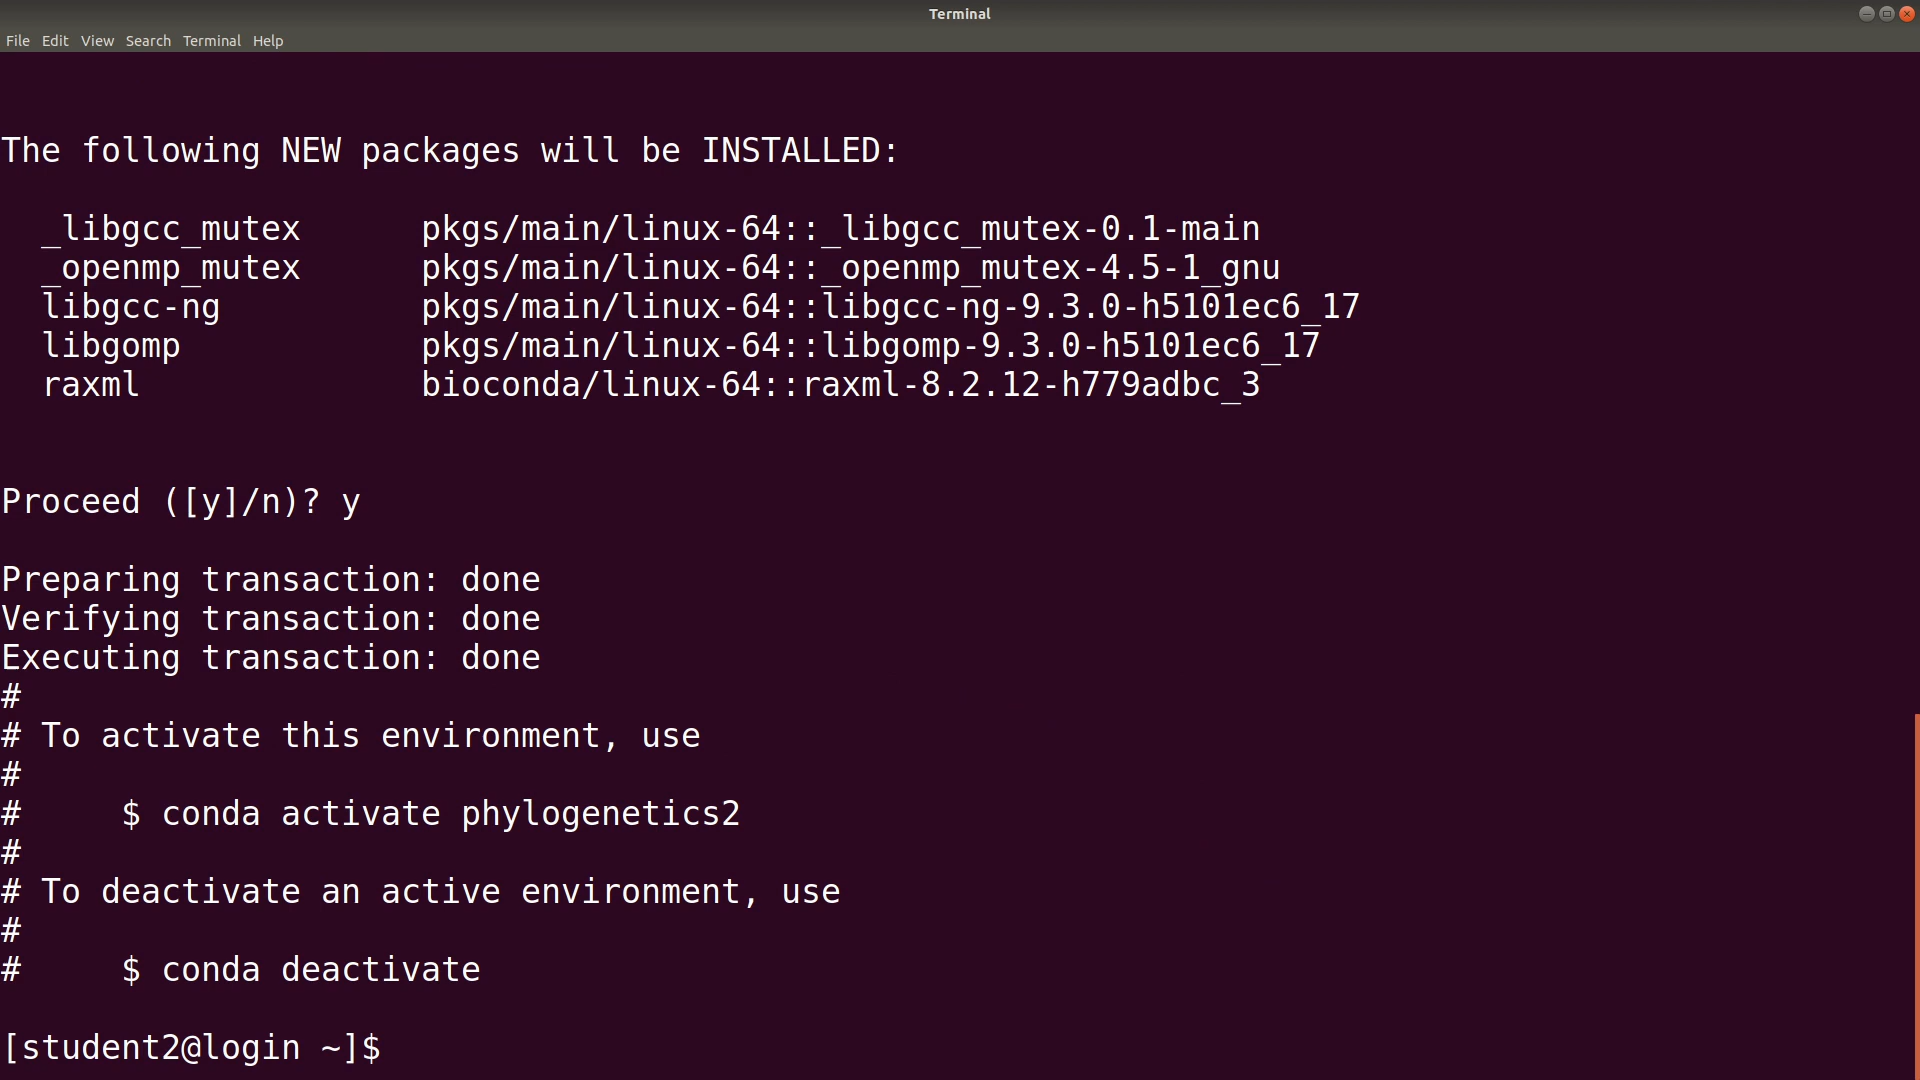 Terminal
File Edit View Search Terminal Help
The following NEW packages will be INSTALLED:
  _libgcc_mutex      pkgs/main/linux-64::_libgcc_mutex-0.1-main
  _openmp_mutex      pkgs/main/linux-64::_openmp_mutex-4.5-1_gnu
  libgcc-ng          pkgs/main/linux-64::libgcc-ng-9.3.0-h5101ec6_17
  libgomp            pkgs/main/linux-64::libgomp-9.3.0-h5101ec6_17
  raxml              bioconda/linux-64::raxml-8.2.12-h779adbc_3
Proceed ([y]/n)? y
Preparing transaction: done
Verifying transaction: done
Executing transaction: done
#
# To activate this environment, use
#
#     $ conda activate phylogenetics2
#
# To deactivate an active environment, use
#
#     $ conda deactivate
[student2@login ~]$